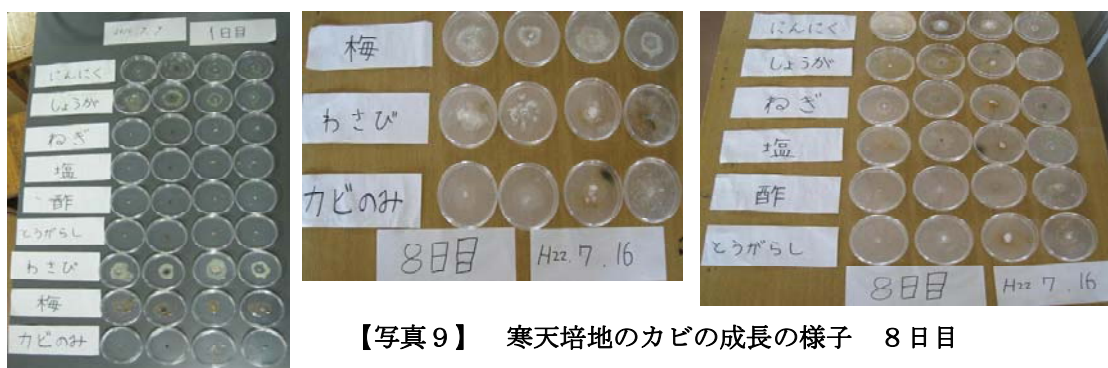 1日目
にんにく
しょうが
ねぎ
塩
酢
とうがらし
わさび
梅
カビのみ
梅
わさび
カビのみ
8日目
H22.7.16
にんにく
しょうが
ねぎ
塩
酢
とうがらし
8日目
H22.7.16
【写真9】 寒天培地のカビの成長の様子 8日目